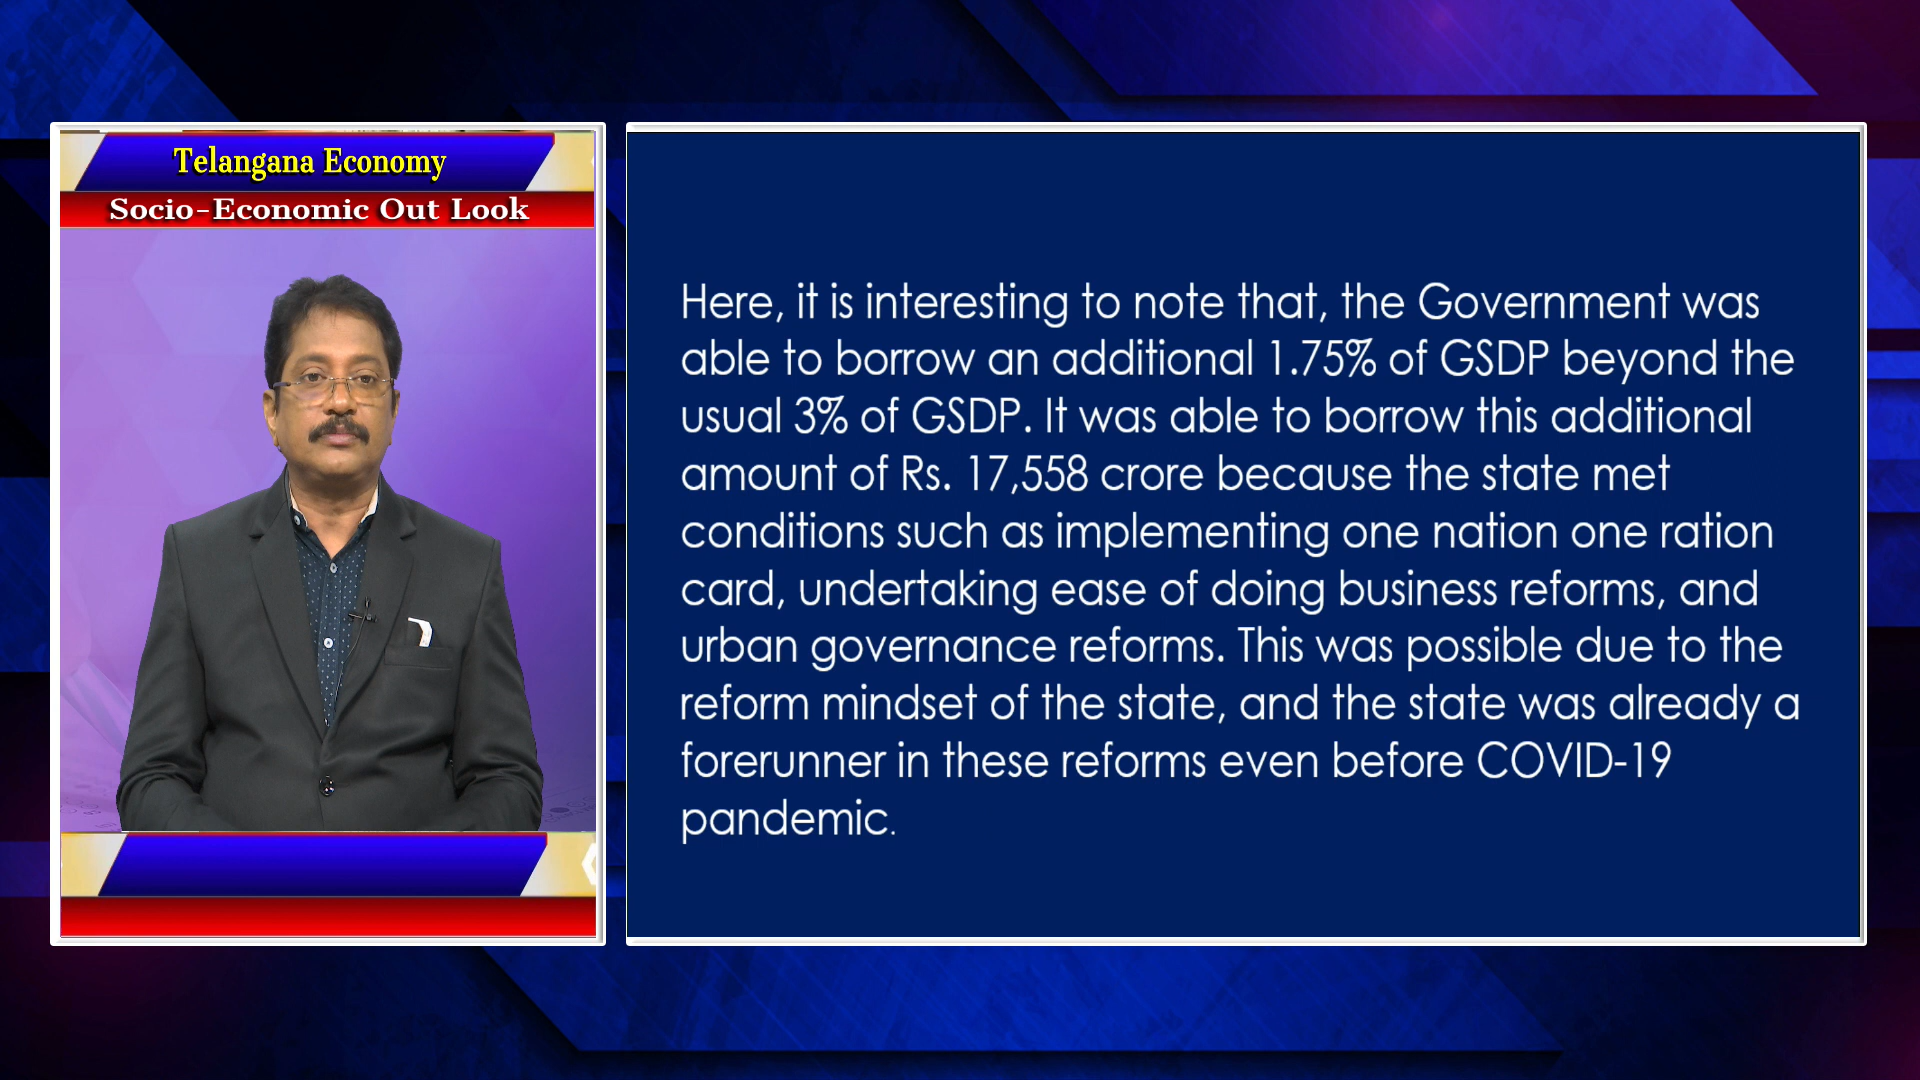 Telangana Economy
Socio-Economic Out Look
Here, it is interesting to note that, the Government was
able to borrow an additional 1.75% of GSDP beyond the
usual 3% of GSDP. It was able to borrow this additional
amount of Rs. 17,558 crore because the state met
conditions such as implementing one nation one ration
card, undertaking ease of doing business reforms, and
urban governance reforms. This was possible due to the
reform mindset of the state, and the state was already a
forerunner in these reforms even before COVID-19
pandemic.